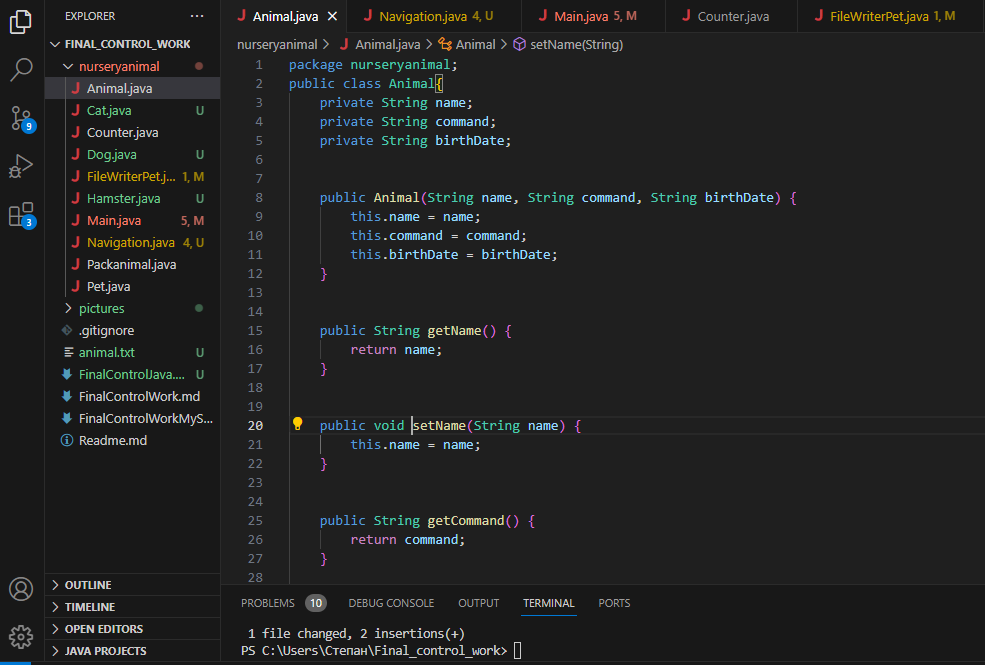 EXPLORER ...
FINAL_CONTROL_WORK
nurseryanimal
J Animal.java
J Cat.java U
J Counter.java
J Dog.java U
J FileWriterPet.j... 1, M
J Hamster.java U
J Main.java 5, M
J Navigation.java 4, U
J Packanimal.java
J Pet.java
pictures
.gitignore
animal.txt U
FinalControlJava.... U
FinalControlWork.md
FinalControlWorkMyS...
Readme.md
OUTLINE
TIMELINE
OPEN EDITORS
JAVA PROJECTS
9
3
J Animal.java J Navigation.java 4, U J Main.java 5, M J Counter.java J FileWriterPet.java 1, M
nurseryanimal > J Animal.java > Animal > setName(String)
1 package nurseryanimal;
2 public class Animal{
3 private String name;
4 private String command;
5 private String birthDate;
6
7
8 public Animal(String name, String command, String birthDate) {
9 this.name = name;
10 this.command = command;
11 this.birthDate = birthDate;
12 }
13
14
15 public String getName() {
16 return name;
17 }
18
19
20 public void setName(String name) {
21 this.name = name;
22 }
23
24
25 public String getCommand() {
26 return command;
27 }
28
PROBLEMS 10 DEBUG CONSOLE OUTPUT TERMINAL PORTS
1 file changed, 2 insertions(+)
PS C:\Users\Степан\Final_control_work>